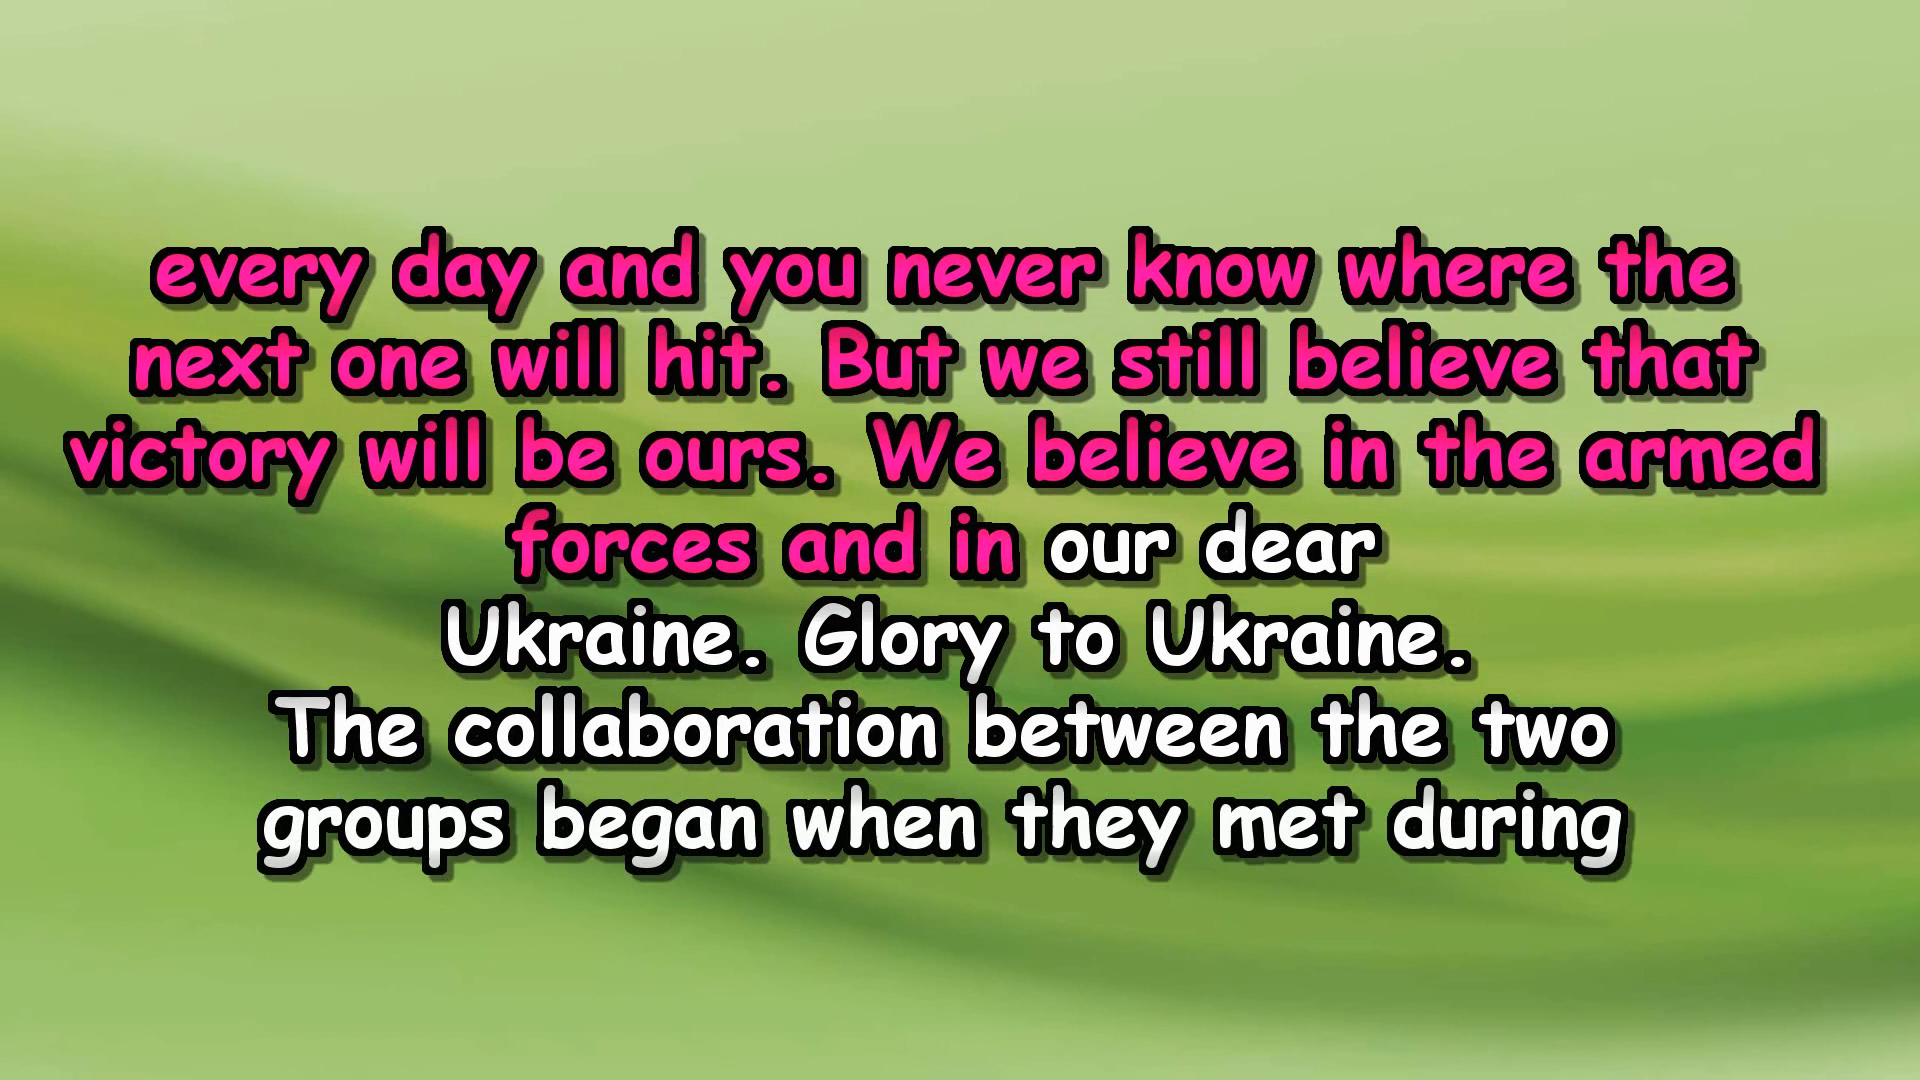 every day and you never know where the
next one will hit. But we still believe that
victory will be ours. We believe in the armed
forces and in our dear
Ukraine. Glory to Ukraine.
The collaboration between the two
groups began when they met during